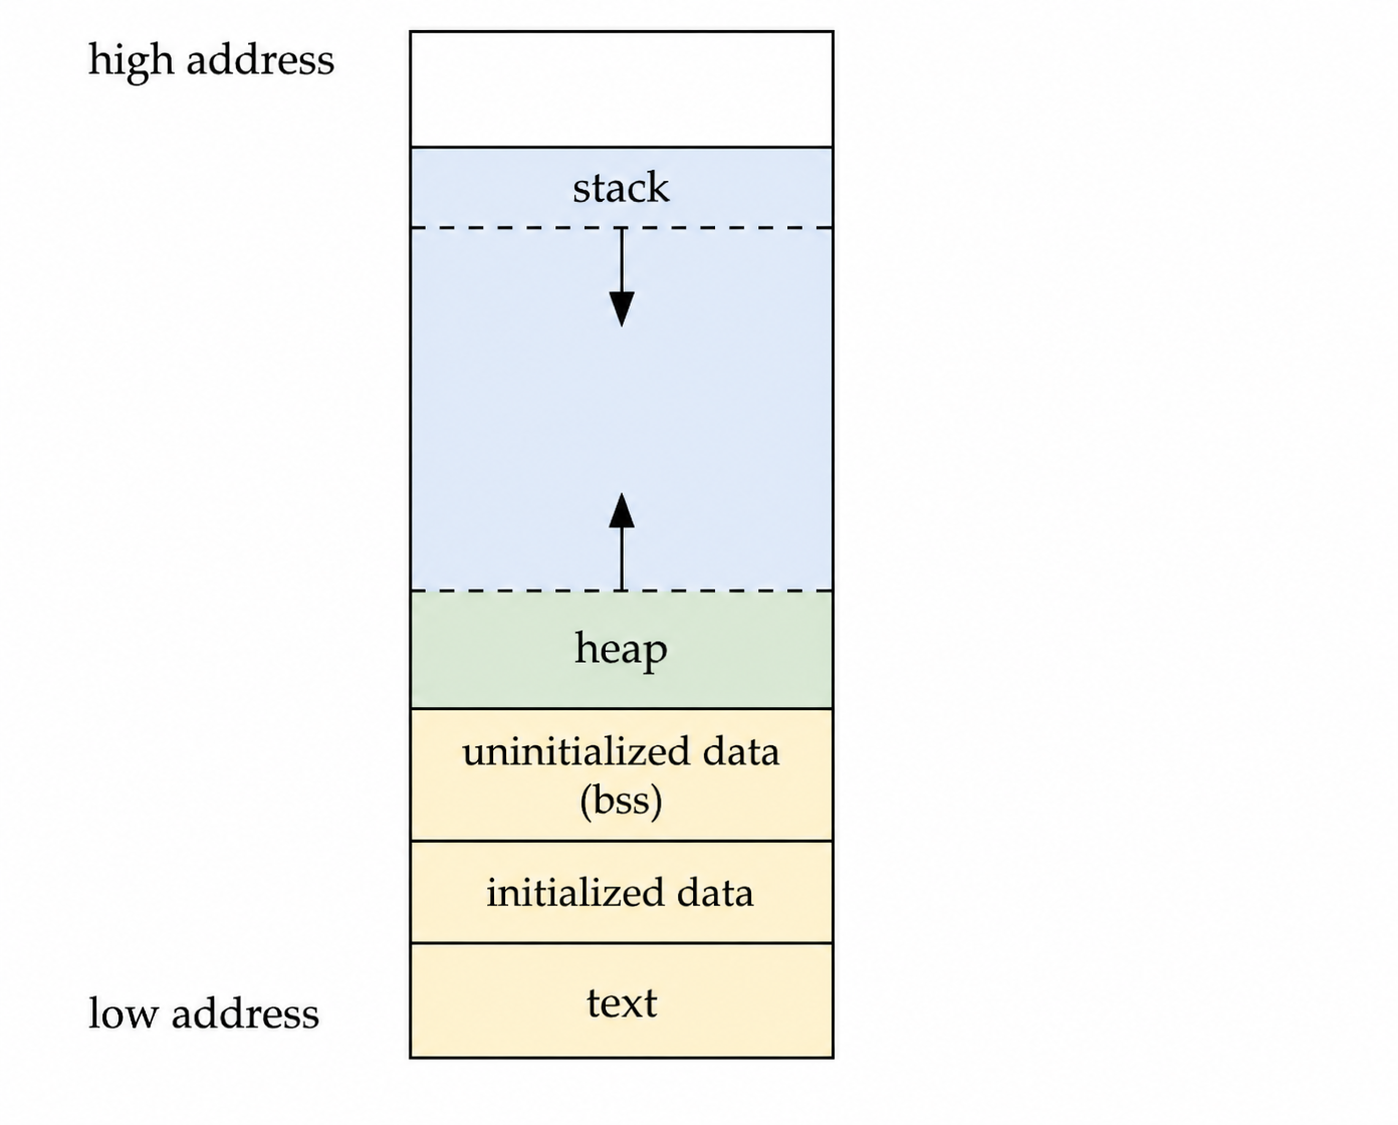 high address
stack
heap
uninitialized data
(bss)
initialized data
text
low address